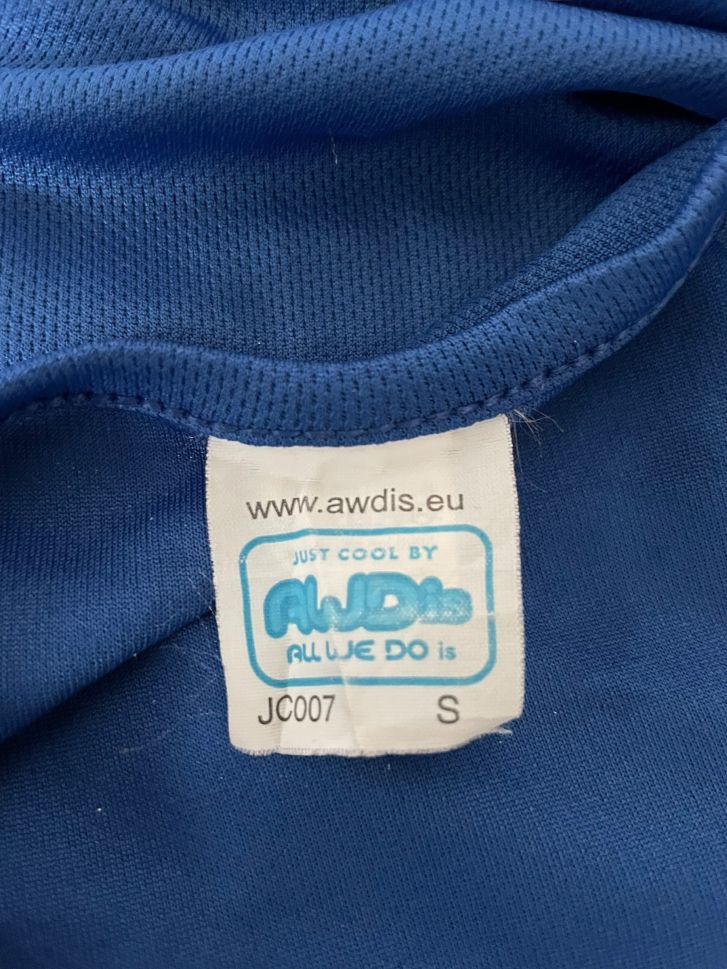 www.awdis.eu
JUST COOL BY
AWDis
ALL WE DO is
JC007 S